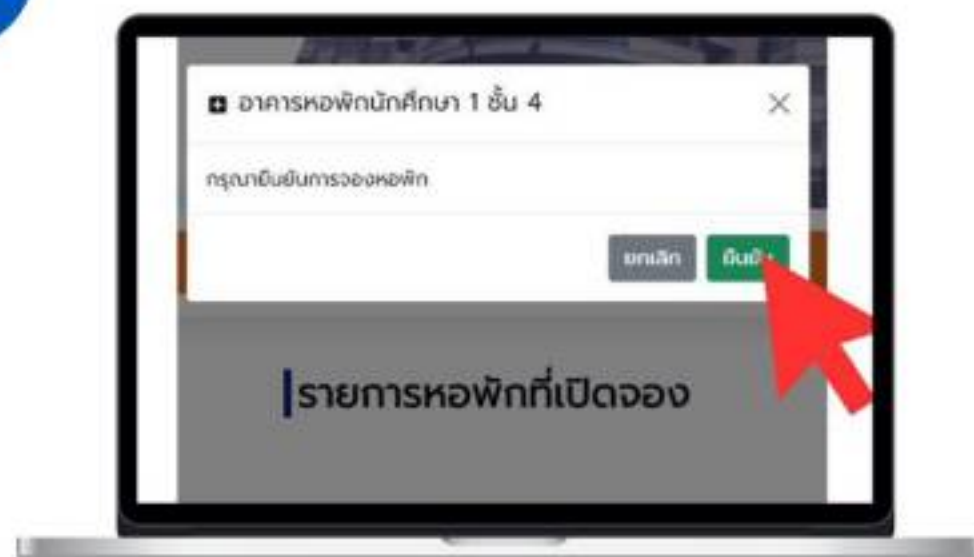 อาคารหอพักนักศึกษา 1 ชั้น 4
กรุณายืนยันการจองหอพัก
ยกเลิก ยืนยัน
รายการหอพักที่เปิดจอง